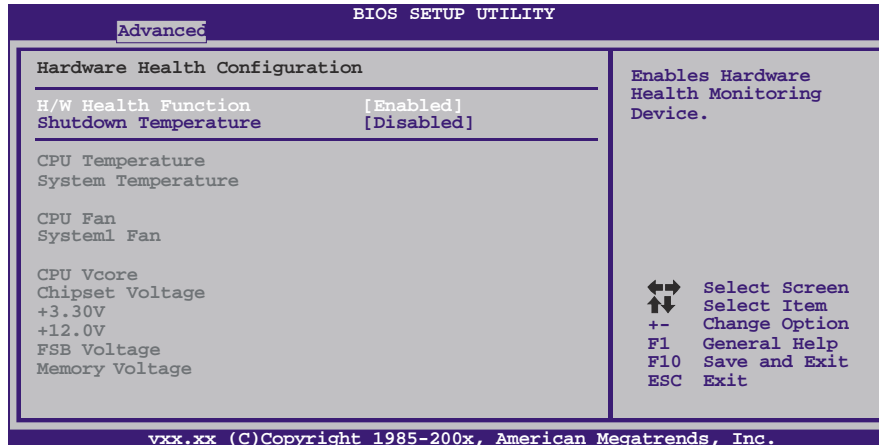 BIOS SETUP UTILITY
Advanced
Hardware Health Configuration
H/W Health Function [Enabled]
Shutdown Temperature [Disabled]
CPU Temperature
System Temperature
CPU Fan
System1 Fan
CPU Vcore
Chipset Voltage
+3.30V
+12.0V
FSB Voltage
Memory Voltage
Enables Hardware
Health Monitoring
Device.
Select Screen
Select Item
+- Change Option
F1 General Help
F10 Save and Exit
ESC Exit
vxx.xx (C)Copyright 1985-200x, American Megatrends, Inc.